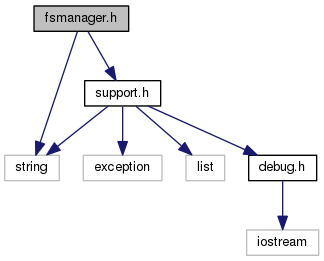 fsmanager.h
support.h
string
exception
list
debug.h
iostream